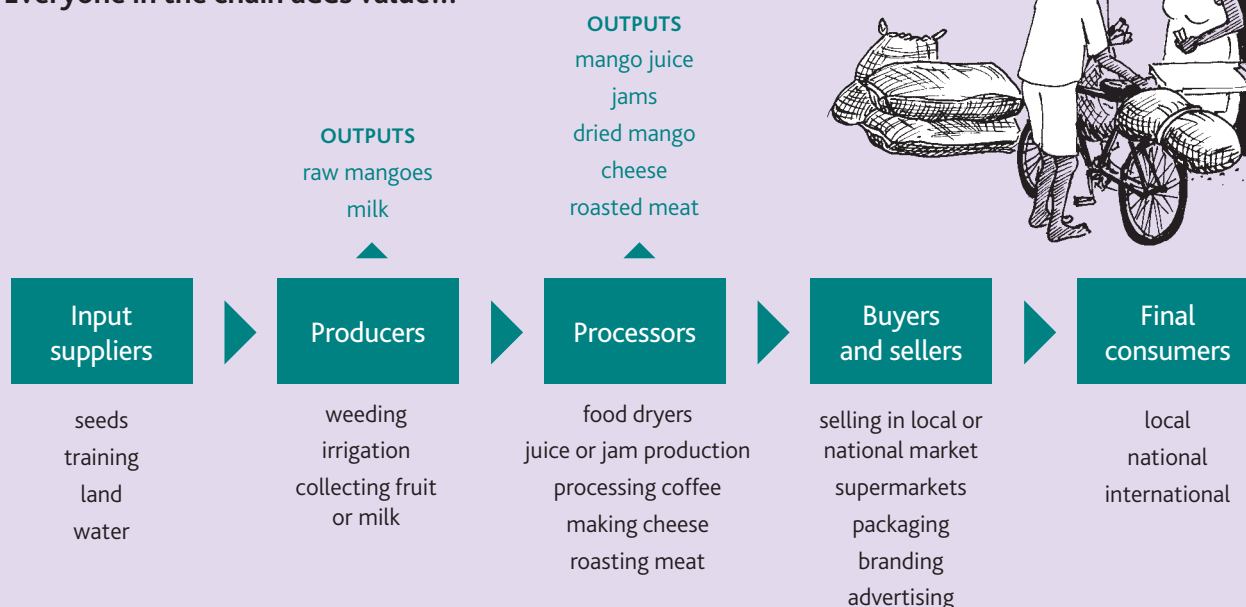 Everyone in the chain adds value...
OUTPUTS
raw mangoes
milk
OUTPUTS
mango juice
jams
dried mango
cheese
roasted meat
Input
suppliers
Producers
Processors
Buyers
and sellers
Final
consumers
seeds
training
land
water
weeding
irrigation
collecting fruit
or milk
food dryers
juice or jam production
processing coffee
making cheese
roasting meat
selling in local or
national market
supermarkets
packaging
branding
advertising
local
national
international